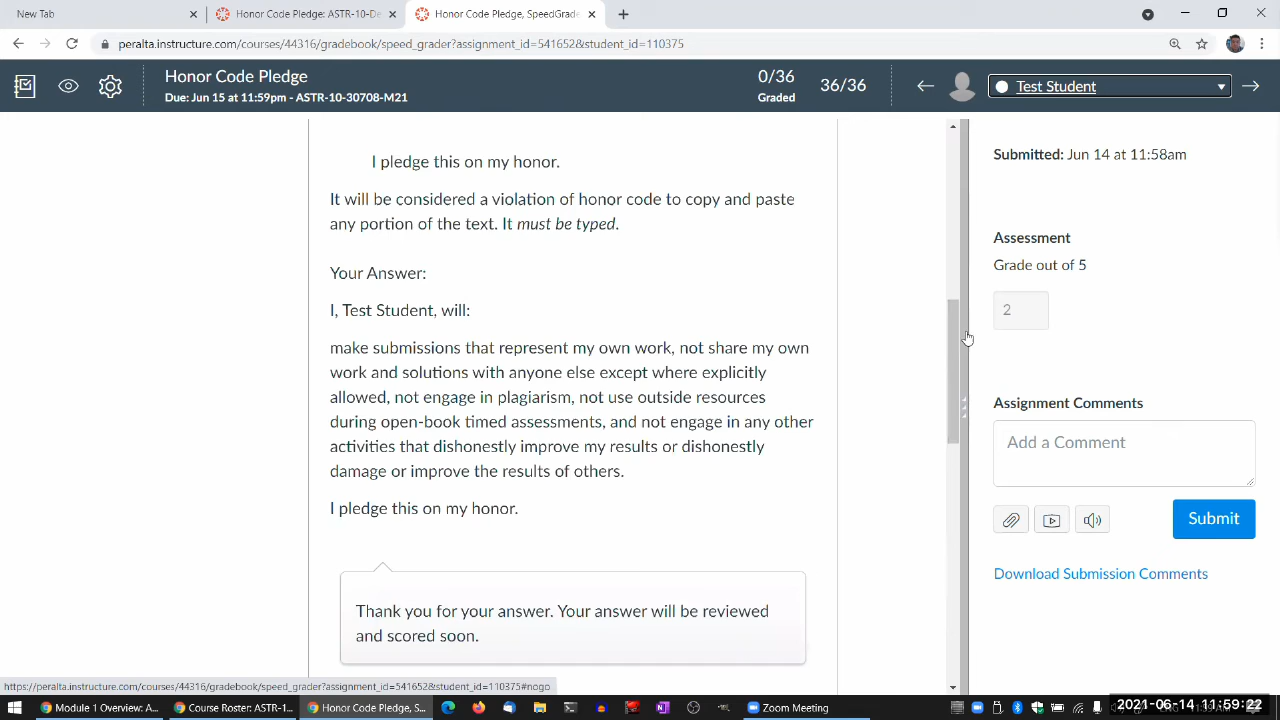 New Tab
Honor Code Pledge: ASTR-10-De
Honor Code Pledge, SpeedGrade
peralta.instructure.com/courses/44316/gradebook/speed_grader?assignment_id=541652&student_id=110375
Honor Code Pledge
Due: Jun 15 at 11:59pm - ASTR-10-30708-M21
0/36
Graded
36/36
Test Student
I pledge this on my honor.
It will be considered a violation of honor code to copy and paste
any portion of the text. It must be typed.
Your Answer:
I, Test Student, will:
make submissions that represent my own work, not share my own
work and solutions with anyone else except where explicitly
allowed, not engage in plagiarism, not use outside resources
during open-book timed assessments, and not engage in any other
activities that dishonestly improve my results or dishonestly
damage or improve the results of others.
I pledge this on my honor.
Thank you for your answer. Your answer will be reviewed
and scored soon.
Submitted: Jun 14 at 11:58am
Assessment
Grade out of 5
2
Assignment Comments
Add a Comment
Submit
Download Submission Comments
https://peralta.instructure.com/courses/44316/gradebook/speed_grader?assignment_id=541652&student_id=110375#nogo
Module 1 Overview: A...
Course Roster: ASTR-1...
Honor Code Pledge, S...
Zoom Meeting
2021-06-14 11:59:22